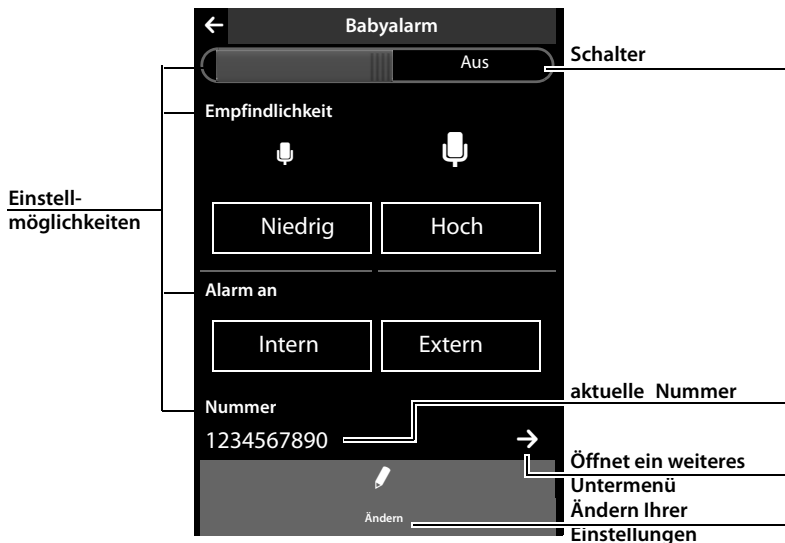 Babyalarm
Aus
Schalter
Empfindlichkeit
Einstell-
möglichkeiten
Niedrig
Hoch
Alarm an
Intern
Extern
aktuelle Nummer
Nummer
1234567890
Öffnet ein weiteres
Untermenü
Ändern
Ändern Ihrer
Einstellungen